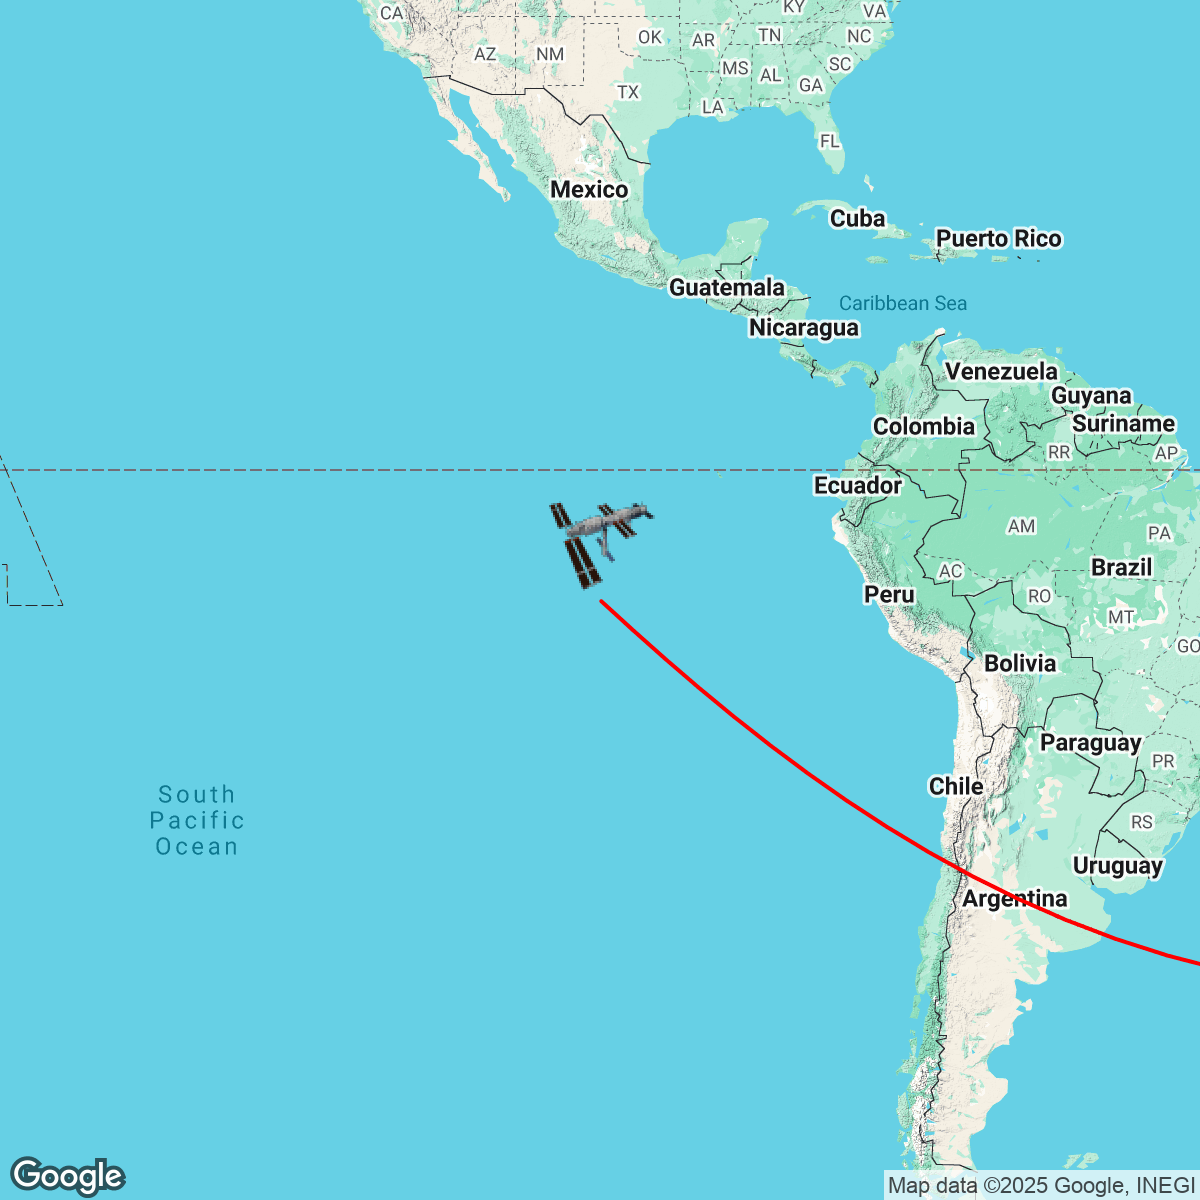 CA
KY
VA
AZ
NM
OK
AR
TN
NC
MS
AL
SC
GA
TX
LA
FL
Mexico
Cuba
Puerto Rico
Guatemala
Caribbean Sea
Nicaragua
Venezuela
Guyana
Colombia
Suriname
RR
AP
Ecuador
AM
PA
AC
Brazil
Peru
RO
MT
GO
Bolivia
Paraguay
PR
Chile
South
Pacific
Ocean
RS
Uruguay
Argentina
Google
Map data ©2025 Google, INEGI